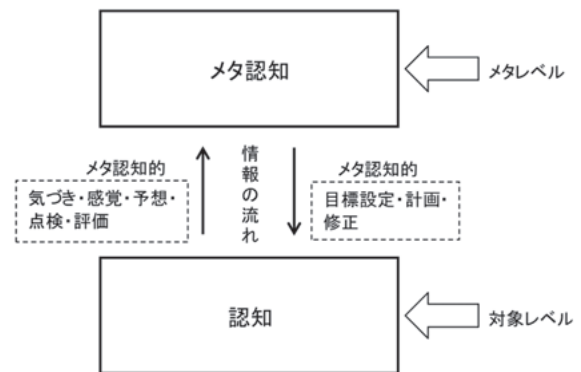 メタ認知
メタレベル
メタ認知的
気づき・感覚・予想・
点検・評価
情報の流れ
メタ認知的
目標設定・計画・
修正
認知
対象レベル